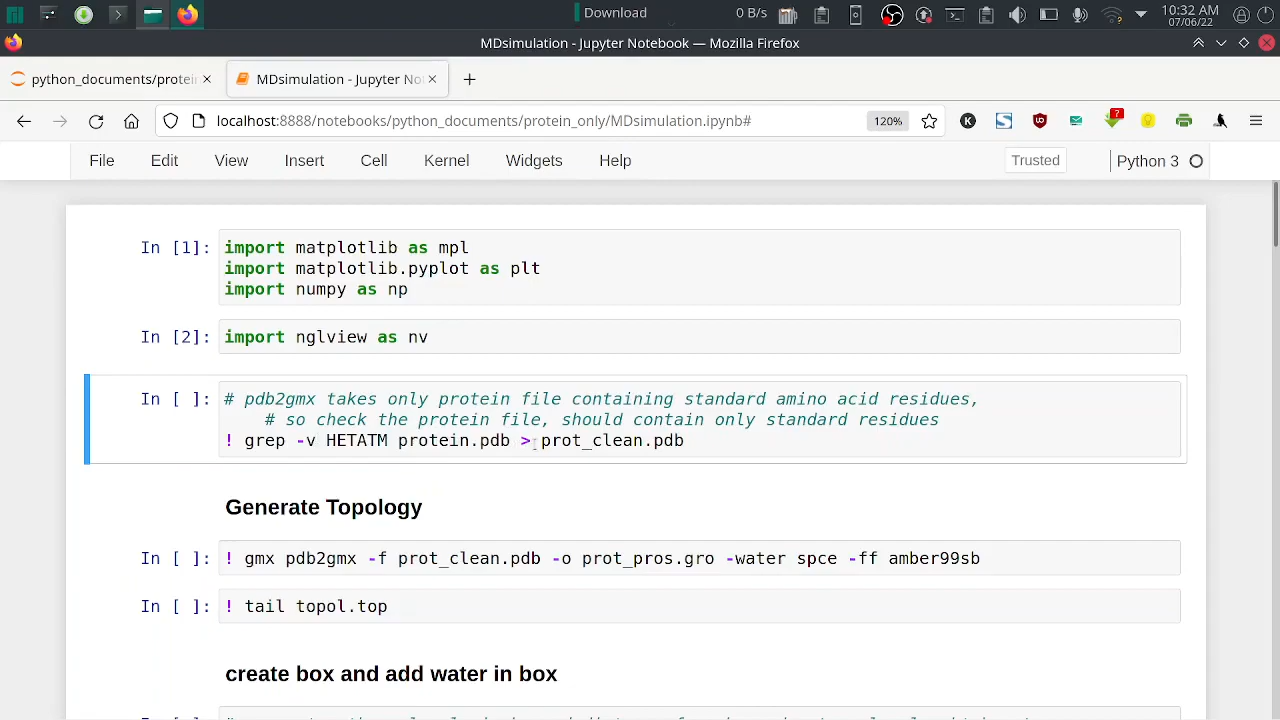 Download
0 B/s
10:32 AM
07/06/22
MDsimulation - Jupyter Notebook — Mozilla Firefox
python_documents/protei
MDsimulation - Jupyter No
localhost:8888/notebooks/python_documents/protein_only/MDsimulation.ipynb#
120%
File Edit View Insert Cell Kernel Widgets Help
Trusted
Python 3
In [1]: import matplotlib as mpl
import matplotlib.pyplot as plt
import numpy as np
In [2]: import nglview as nv
In [ ]: # pdb2gmx takes only protein file containing standard amino acid residues,
# so check the protein file, should contain only standard residues
! grep -v HETATM protein.pdb > prot_clean.pdb
Generate Topology
In [ ]: ! gmx pdb2gmx -f prot_clean.pdb -o prot_pros.gro -water spce -ff amber99sb
In [ ]: ! tail topol.top
create box and add water in box